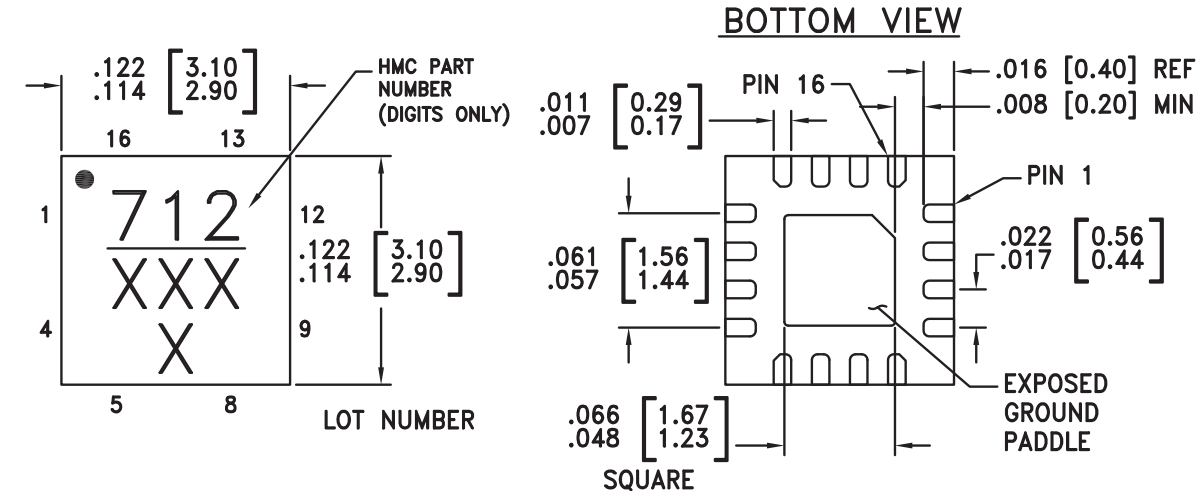 BOTTOM VIEW
.122 [3.10]
.114 [2.90]
HMC PART
NUMBER
(DIGITS ONLY)
16
13
1
4
712
XXX
X
12
9
.122 [3.10]
.114 [2.90]
5
8
LOT NUMBER
.016 [0.40] REF
.008 [0.20] MIN
PIN 16
.011 [0.29]
.007 [0.17]
PIN 1
.061 [1.56]
.057 [1.44]
.022 [0.56]
.017 [0.44]
.066 [1.67]
.048 [1.23]
SQUARE
EXPOSED
GROUND
PADDLE